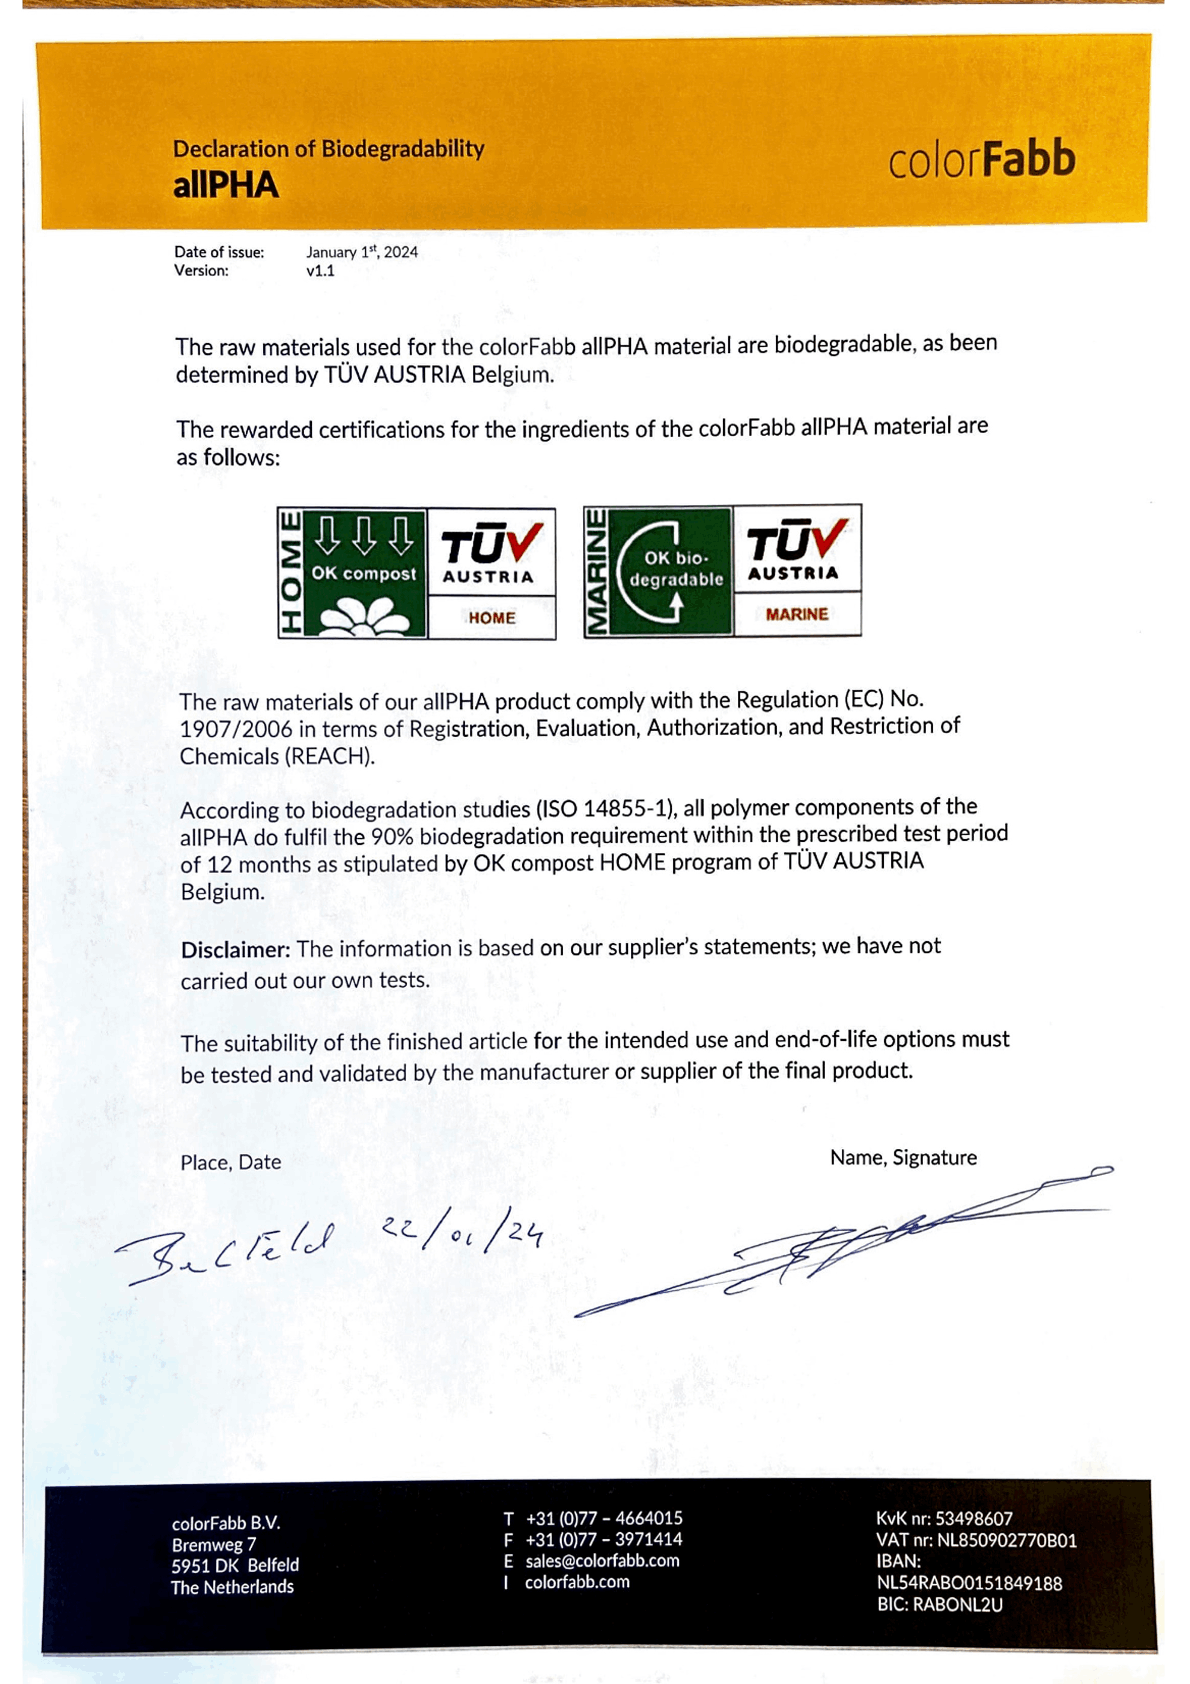 Declaration of Biodegradability
allPHA
colorFabb
Date of issue: January 1st, 2024
Version: v1.1
The raw materials used for the colorFabb allPHA material are biodegradable, as been
determined by TÜV AUSTRIA Belgium.
The rewarded certifications for the ingredients of the colorFabb allPHA material are
as follows:
HOME
OK compost
TÜV
AUSTRIA
HOME
MARINE
OK bio-
degradable
TÜV
AUSTRIA
MARINE
The raw materials of our allPHA product comply with the Regulation (EC) No.
1907/2006 in terms of Registration, Evaluation, Authorization, and Restriction of
Chemicals (REACH).
According to biodegradation studies (ISO 14855-1), all polymer components of the
allPHA do fulfil the 90% biodegradation requirement within the prescribed test period
of 12 months as stipulated by OK compost HOME program of TÜV AUSTRIA
Belgium.
Disclaimer: The information is based on our supplier's statements; we have not
carried out our own tests.
The suitability of the finished article for the intended use and end-of-life options must
be tested and validated by the manufacturer or supplier of the final product.
Place, Date
Name, Signature
Belfeld 22/01/24
colorFabb B.V.
Bremweg 7
5951 DK Belfeld
The Netherlands
T +31 (0)77 – 4664015
F +31 (0)77 – 3971414
E sales@colorfabb.com
I colorfabb.com
KvK nr: 53498607
VAT nr: NL850902770B01
IBAN:
NL54RABO0151849188
BIC: RABONL2U